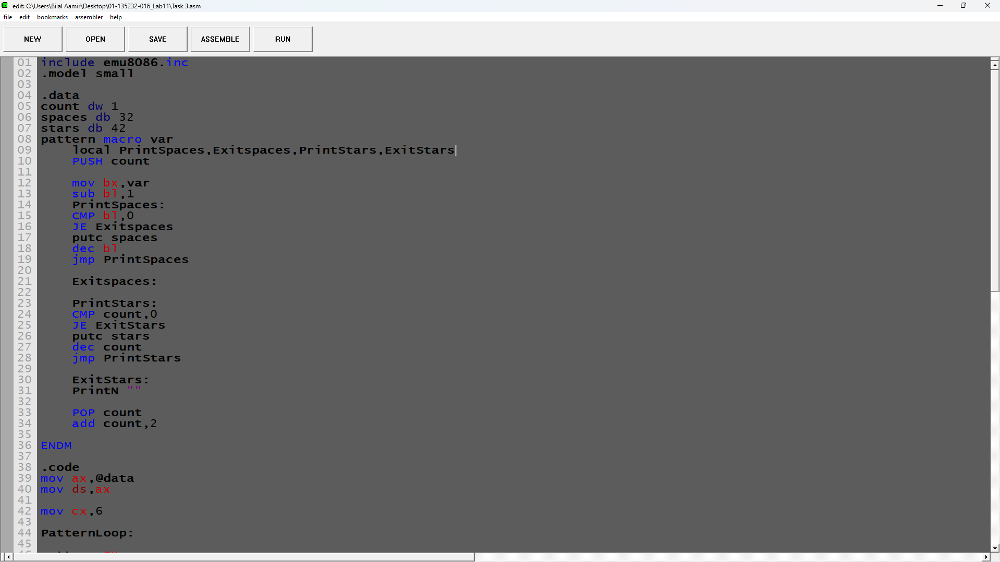 edit: C:\Users\Bilal Aamir\Desktop\01-135232-016_Lab11\Task 3.asm
file edit bookmarks assembler help
NEW OPEN SAVE ASSEMBLE RUN
01 include emu8086.inc
02 .model small
03
04 .data
05 count dw 1
06 spaces db 32
07 stars db 42
08 pattern macro var
09 local PrintSpaces,Exitspaces,PrintStars,ExitStars
10 PUSH count
11
12 mov bx,var
13 sub bl,1
14 PrintSpaces:
15 CMP bl,0
16 JE Exitspaces
17 putc spaces
18 dec bl
19 jmp PrintSpaces
20
21 Exitspaces:
22
23 PrintStars:
24 CMP count,0
25 JE ExitStars
26 putc stars
27 dec count
28 jmp PrintStars
29
30 ExitStars:
31 PrintN ""
32
33 POP count
34 add count,2
35
36 ENDM
37
38 .code
39 mov ax,@data
40 mov ds,ax
41
42 mov cx,6
43
44 PatternLoop:
45